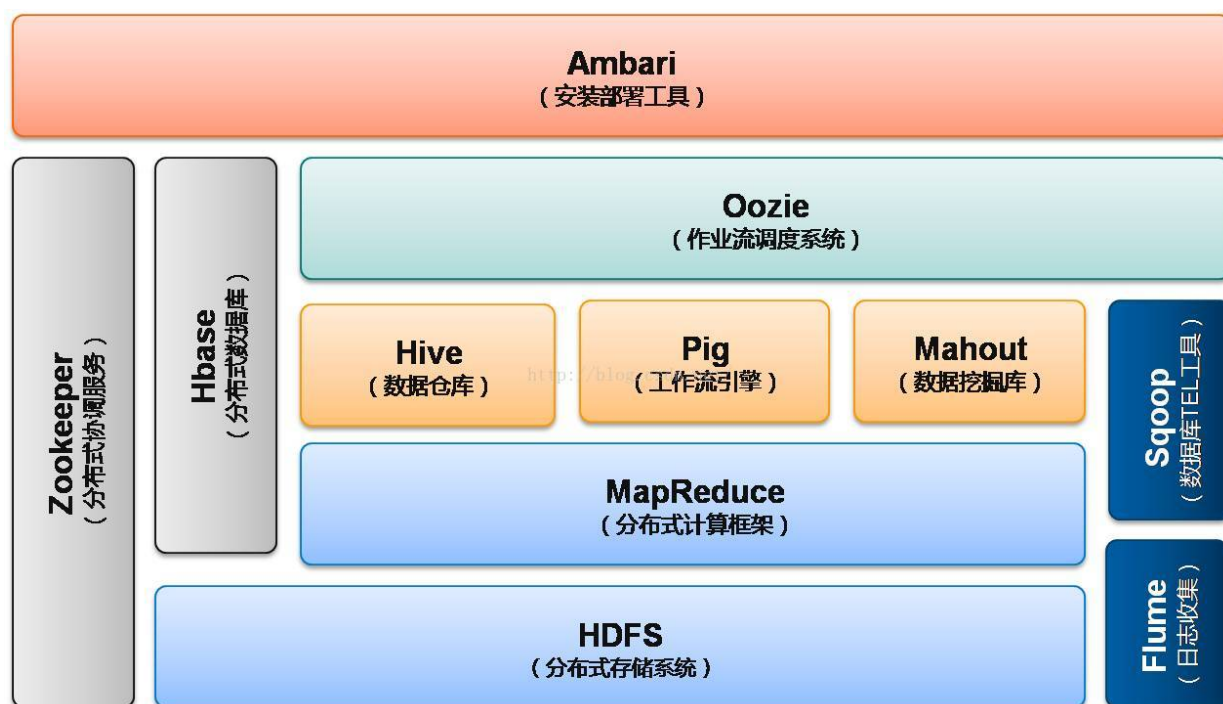 Ambari
（安装部署工具）
Oozie
（作业流调度系统）
Zookeeper
（分布式协调服务）
Hbase
（分布式数据库）
Hive
（数据仓库）
Pig
（工作流引擎）
Mahout
（数据挖掘库）
Sqoop
（数据库TEL工具）
MapReduce
（分布式计算框架）
Flume
（日志收集）
HDFS
（分布式存储系统）
http://blog